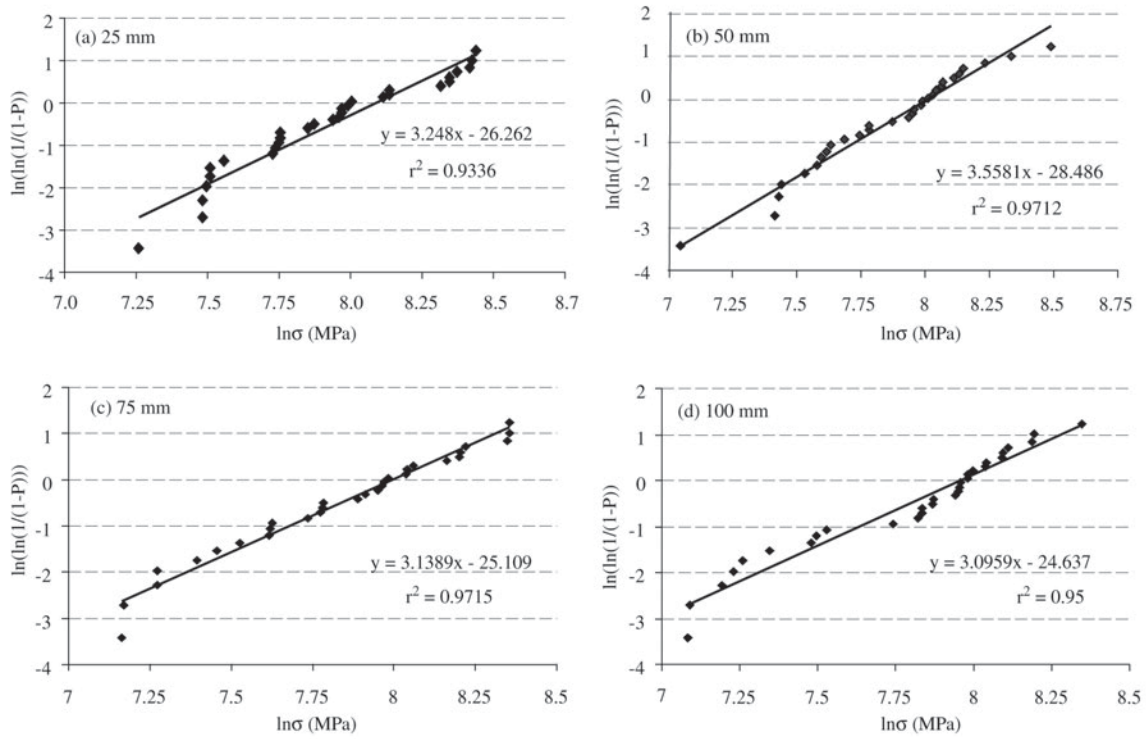 (a) 25 mm
2
1
0
-1
-2
-3
-4
ln(ln(1/(1-P)))
y = 3.248x - 26.262
r² = 0.9336
7.0 7.25 7.5 7.75 8.0 8.25 8.5 8.7
lnσ (MPa)
(b) 50 mm
2
1
0
-1
-2
-3
-4
ln(ln(1/(1-P)))
y = 3.5581x - 28.486
r² = 0.9712
7 7.25 7.5 7.75 8 8.25 8.5 8.75
lnσ (MPa)
(c) 75 mm
2
1
0
-1
-2
-3
-4
ln(ln(1/(1-P)))
y = 3.1389x - 25.109
r² = 0.9715
7 7.25 7.5 7.75 8 8.25 8.5
lnσ (MPa)
(d) 100 mm
2
1
0
-1
-2
-3
-4
ln(ln(1/(1-P)))
y = 3.0959x - 24.637
r² = 0.95
7 7.25 7.5 7.75 8 8.25 8.5
lnσ (MPa)